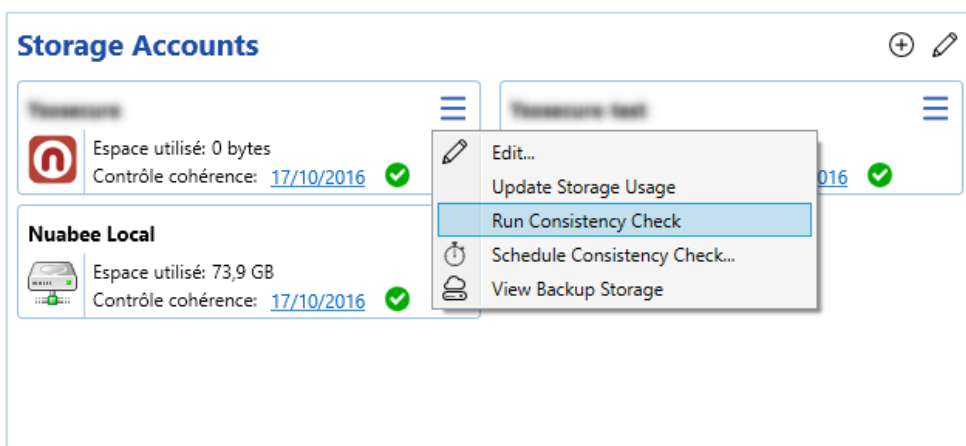 Storage Accounts
Espace utilisé: 0 bytes
Contrôle cohérence: 17/10/2016
016
Edit...
Update Storage Usage
Run Consistency Check
Schedule Consistency Check...
View Backup Storage
Nuabee Local
Espace utilisé: 73,9 GB
Contrôle cohérence: 17/10/2016